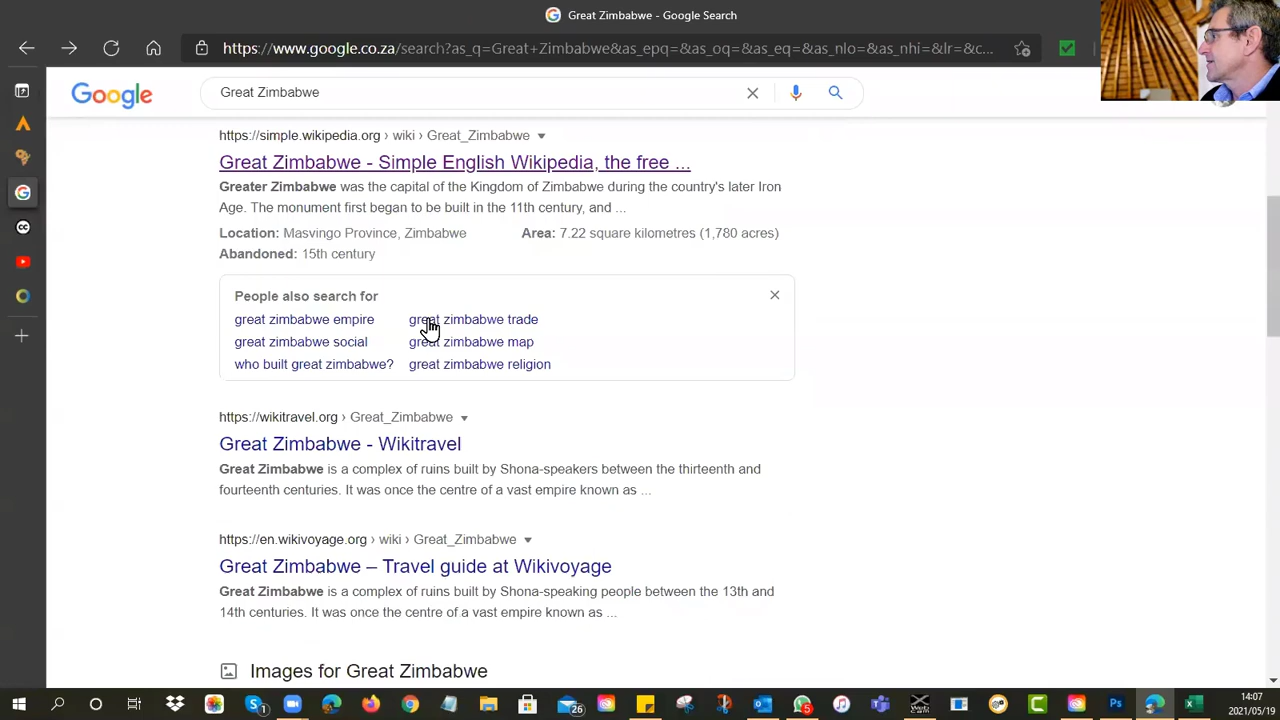 Great Zimbabwe - Google Search
https://www.google.co.za/search?as_q=Great+Zimbabwe&as_epq=&as_oq=&as_eq=&as_nlo=&as_nhi=&lr=&c...
Google
Great Zimbabwe
https://simple.wikipedia.org › wiki › Great_Zimbabwe
Great Zimbabwe - Simple English Wikipedia, the free ...
Greater Zimbabwe was the capital of the Kingdom of Zimbabwe during the country's later Iron
Age. The monument first began to be built in the 11th century, and ...
Location: Masvingo Province, Zimbabwe Area: 7.22 square kilometres (1,780 acres)
Abandoned: 15th century
People also search for
great zimbabwe empire great zimbabwe trade
great zimbabwe social great zimbabwe map
who built great zimbabwe? great zimbabwe religion
https://wikitravel.org › Great_Zimbabwe
Great Zimbabwe - Wikitravel
Great Zimbabwe is a complex of ruins built by Shona-speakers between the thirteenth and
fourteenth centuries. It was once the centre of a vast empire known as ...
https://en.wikivoyage.org › wiki › Great_Zimbabwe
Great Zimbabwe – Travel guide at Wikivoyage
Great Zimbabwe is a complex of ruins built by Shona-speaking people between the 13th and
14th centuries. It was once the centre of a vast empire known as ...
Images for Great Zimbabwe
14:07
2021/05/19